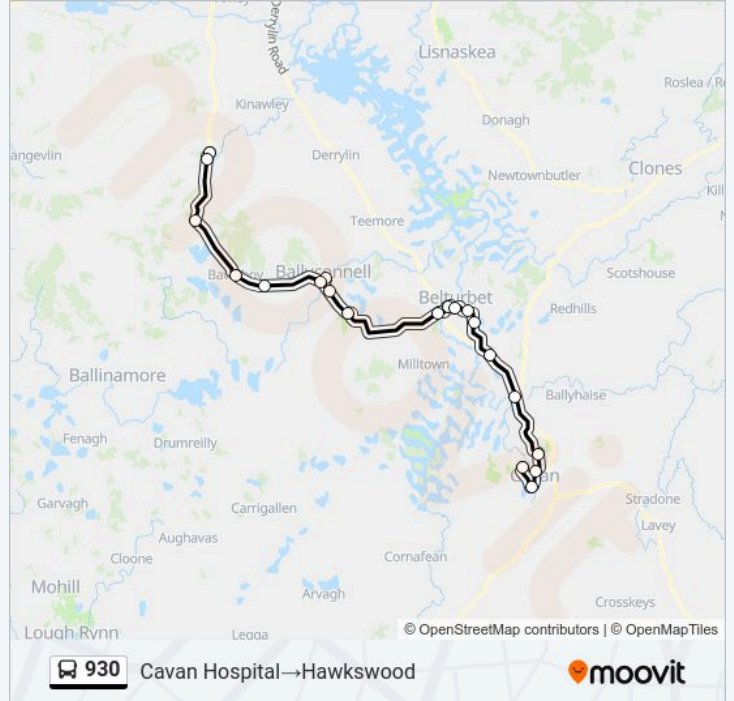 Derrylin Road
Lisnaskea
Kinawley
Donagh
angevlin
Derrylin
Newtownbutler
Clones
Teemore
Ballyconnell
Scotshouse
Belturbet
Redhills
Milltown
Ballinamore
Ballyhaise
Fenagh
Drumreilly
Cavan
Garvagh
Carrigallen
Stradone
Lavey
Aughavas
Cloone
Cornafean
Mohill
Arvagh
Crosskeys
Lough Rynn
© OpenStreetMap contributors | © OpenMapTiles
930 Cavan Hospital→Hawkswood
moovit